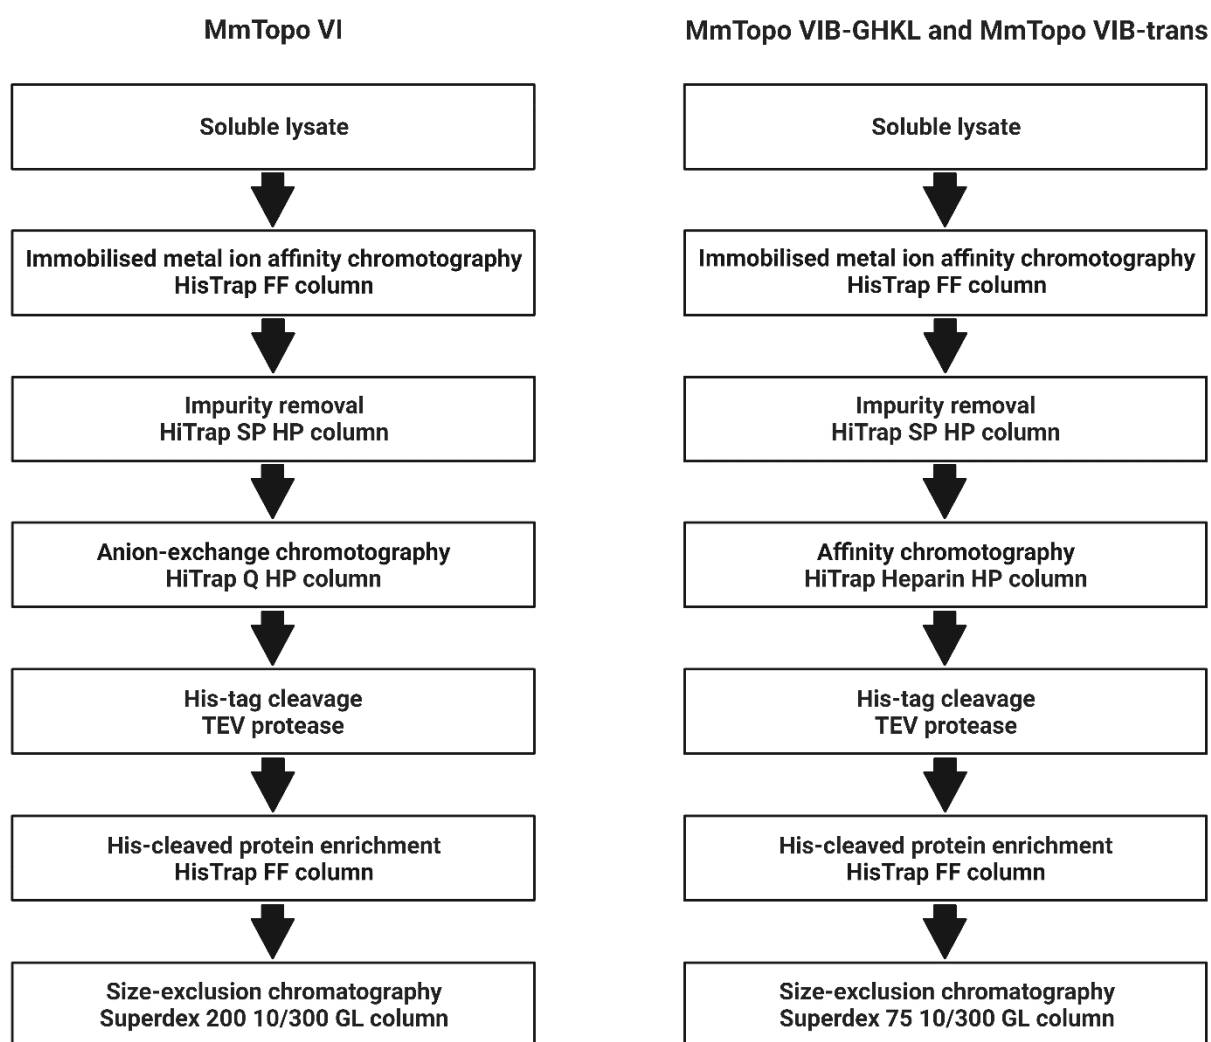 MmTopo VI
Soluble lysate
Immobilised metal ion affinity chromotography
HisTrap FF column
Impurity removal
HiTrap SP HP column
Anion-exchange chromotography
HiTrap Q HP column
His-tag cleavage
TEV protease
His-cleaved protein enrichment
HisTrap FF column
Size-exclusion chromatography
Superdex 200 10/300 GL column
MmTopo VIB-GHKL and MmTopo VIB-trans
Soluble lysate
Immobilised metal ion affinity chromotography
HisTrap FF column
Impurity removal
HiTrap SP HP column
Affinity chromotography
HiTrap Heparin HP column
His-tag cleavage
TEV protease
His-cleaved protein enrichment
HisTrap FF column
Size-exclusion chromatography
Superdex 75 10/300 GL column